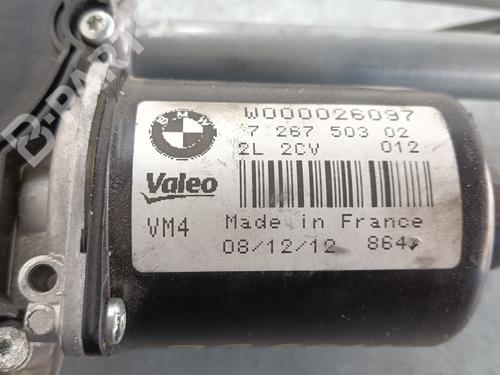 BMW
W000026097
7 267 503 02
2L 2CV 012
Valeo
VM4
Made in France
08/12/12 864
B-PARTS